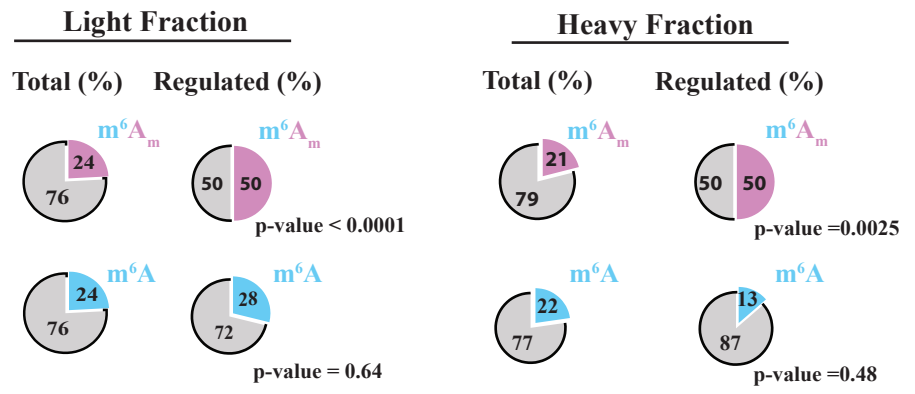 Light Fraction
Heavy Fraction
Total (%) Regulated (%)
Total (%) Regulated (%)
m⁶Aₘ
24
76
m⁶Aₘ
50 50
p-value < 0.0001
m⁶Aₘ
21
79
m⁶Aₘ
50 50
p-value =0.0025
m⁶A
24
76
m⁶A
28
72
p-value = 0.64
m⁶A
22
77
m⁶A
13
87
p-value =0.48